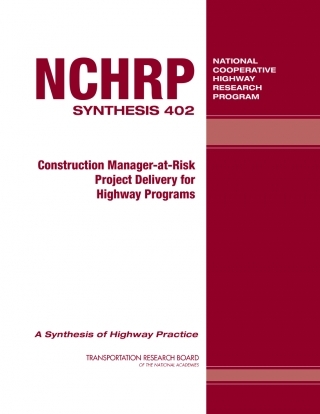 NCHRP
SYNTHESIS 402
NATIONAL
COOPERATIVE
HIGHWAY
RESEARCH
PROGRAM
Construction Manager-at-Risk
Project Delivery for
Highway Programs
A Synthesis of Highway Practice
TRANSPORTATION RESEARCH BOARD
OF THE NATIONAL ACADEMIES